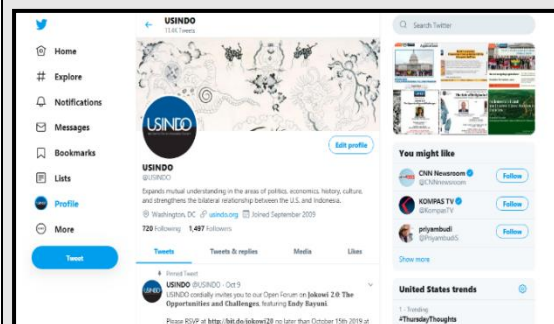 USINDO
11.4K Tweets
Home
Explore
Notifications
Messages
Bookmarks
Lists
Profile
More
Tweet
USINDO
Edit profile
USINDO
@USINDO
Expands mutual understanding in the areas of politics, economics, history, culture,
and strengthens the bilateral relationship between the U.S. and Indonesia.
Washington, DC usindo.org Joined September 2009
720 Following 1,497 Followers
Tweets Tweets & replies Media Likes
Pinned Tweet
USINDO @USINDO · Oct 9
USINDO cordially invites you to our Open Forum on Jokowi 2.0: The
Opportunities and Challenges, featuring Endy Bayuni.
Please RSVP at http://bit.do/jokowi20 no later than October 15th 2019 at
USINDO
Search Twitter
You might like
CNN Newsroom
@CNNnewsroom
Follow
KOMPAS TV
@KompasTV
Follow
priyambudi
@PriyambudiS
Follow
Show more
United States trends
1 · Trending
#ThursdayThoughts